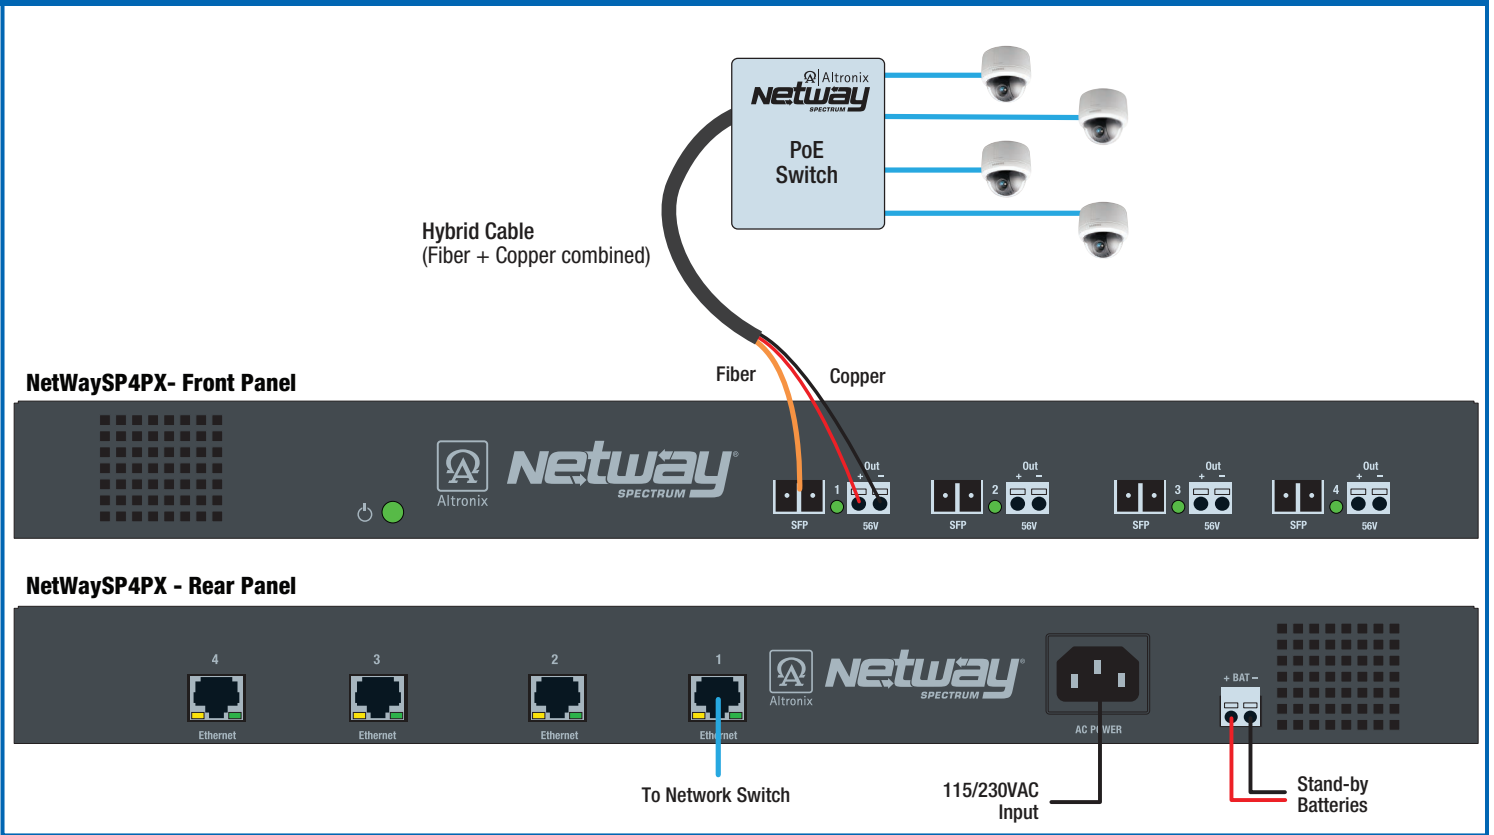 Altronix
Netway
SPECTRUM
PoE
Switch
Hybrid Cable
(Fiber + Copper combined)
Fiber
Copper
NetWaySP4PX- Front Panel
Altronix
Netway®
SPECTRUM
SFP
1
Out
+ −
56V
SFP
2
Out
+ −
56V
SFP
3
Out
+ −
56V
SFP
4
Out
+ −
56V
NetWaySP4PX - Rear Panel
4
Ethernet
3
Ethernet
2
Ethernet
1
Ethernet
Altronix
Netway®
SPECTRUM
AC POWER
+ BAT −
To Network Switch
115/230VAC
Input
Stand-by
Batteries